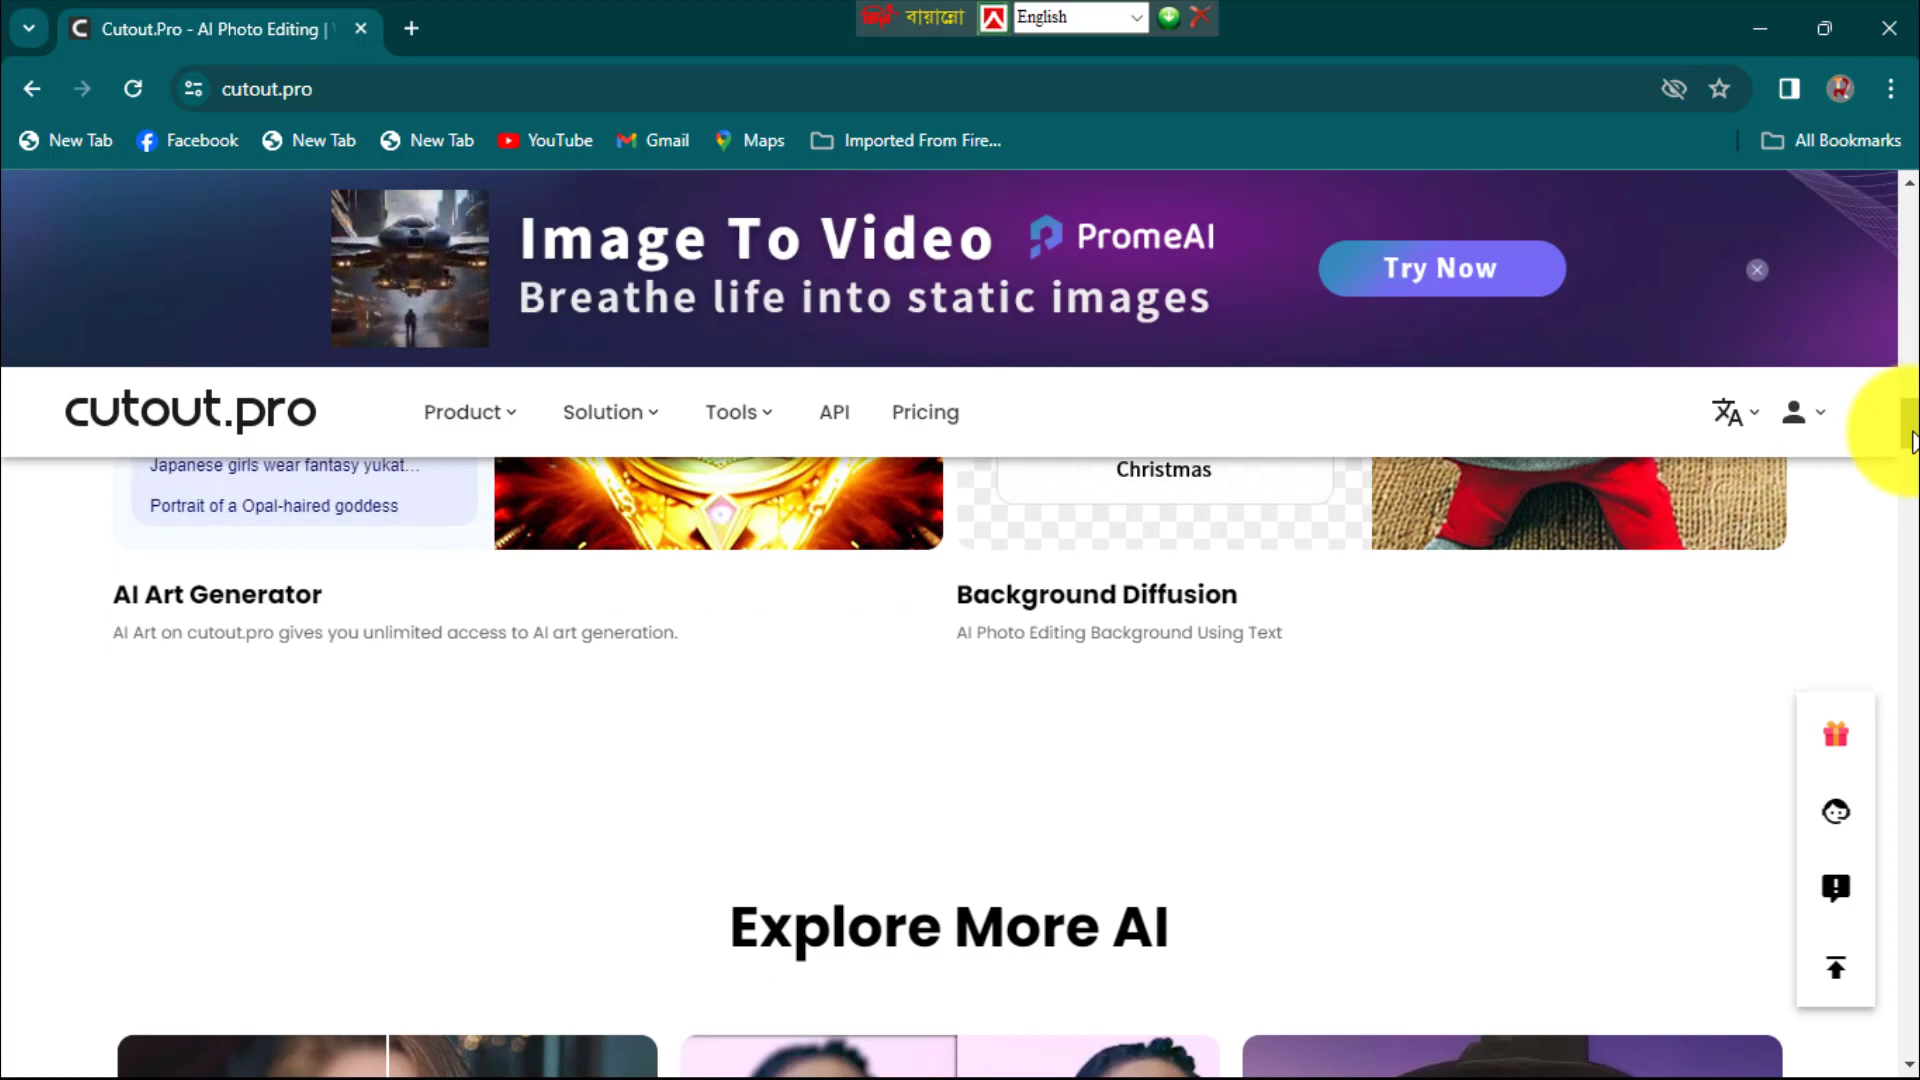 Cutout.Pro - AI Photo Editing |
বায়ান্নো
English
cutout.pro
New Tab
Facebook
New Tab
New Tab
YouTube
Gmail
Maps
Imported From Fire...
All Bookmarks
Image To Video
PromeAI
Breathe life into static images
Try Now
cutout.pro
Product
Solution
Tools
API
Pricing
Japanese girls wear fantasy yukat...
Portrait of a Opal-haired goddess
Christmas
AI Art Generator
AI Art on cutout.pro gives you unlimited access to AI art generation.
Background Diffusion
AI Photo Editing Background Using Text
Explore More AI